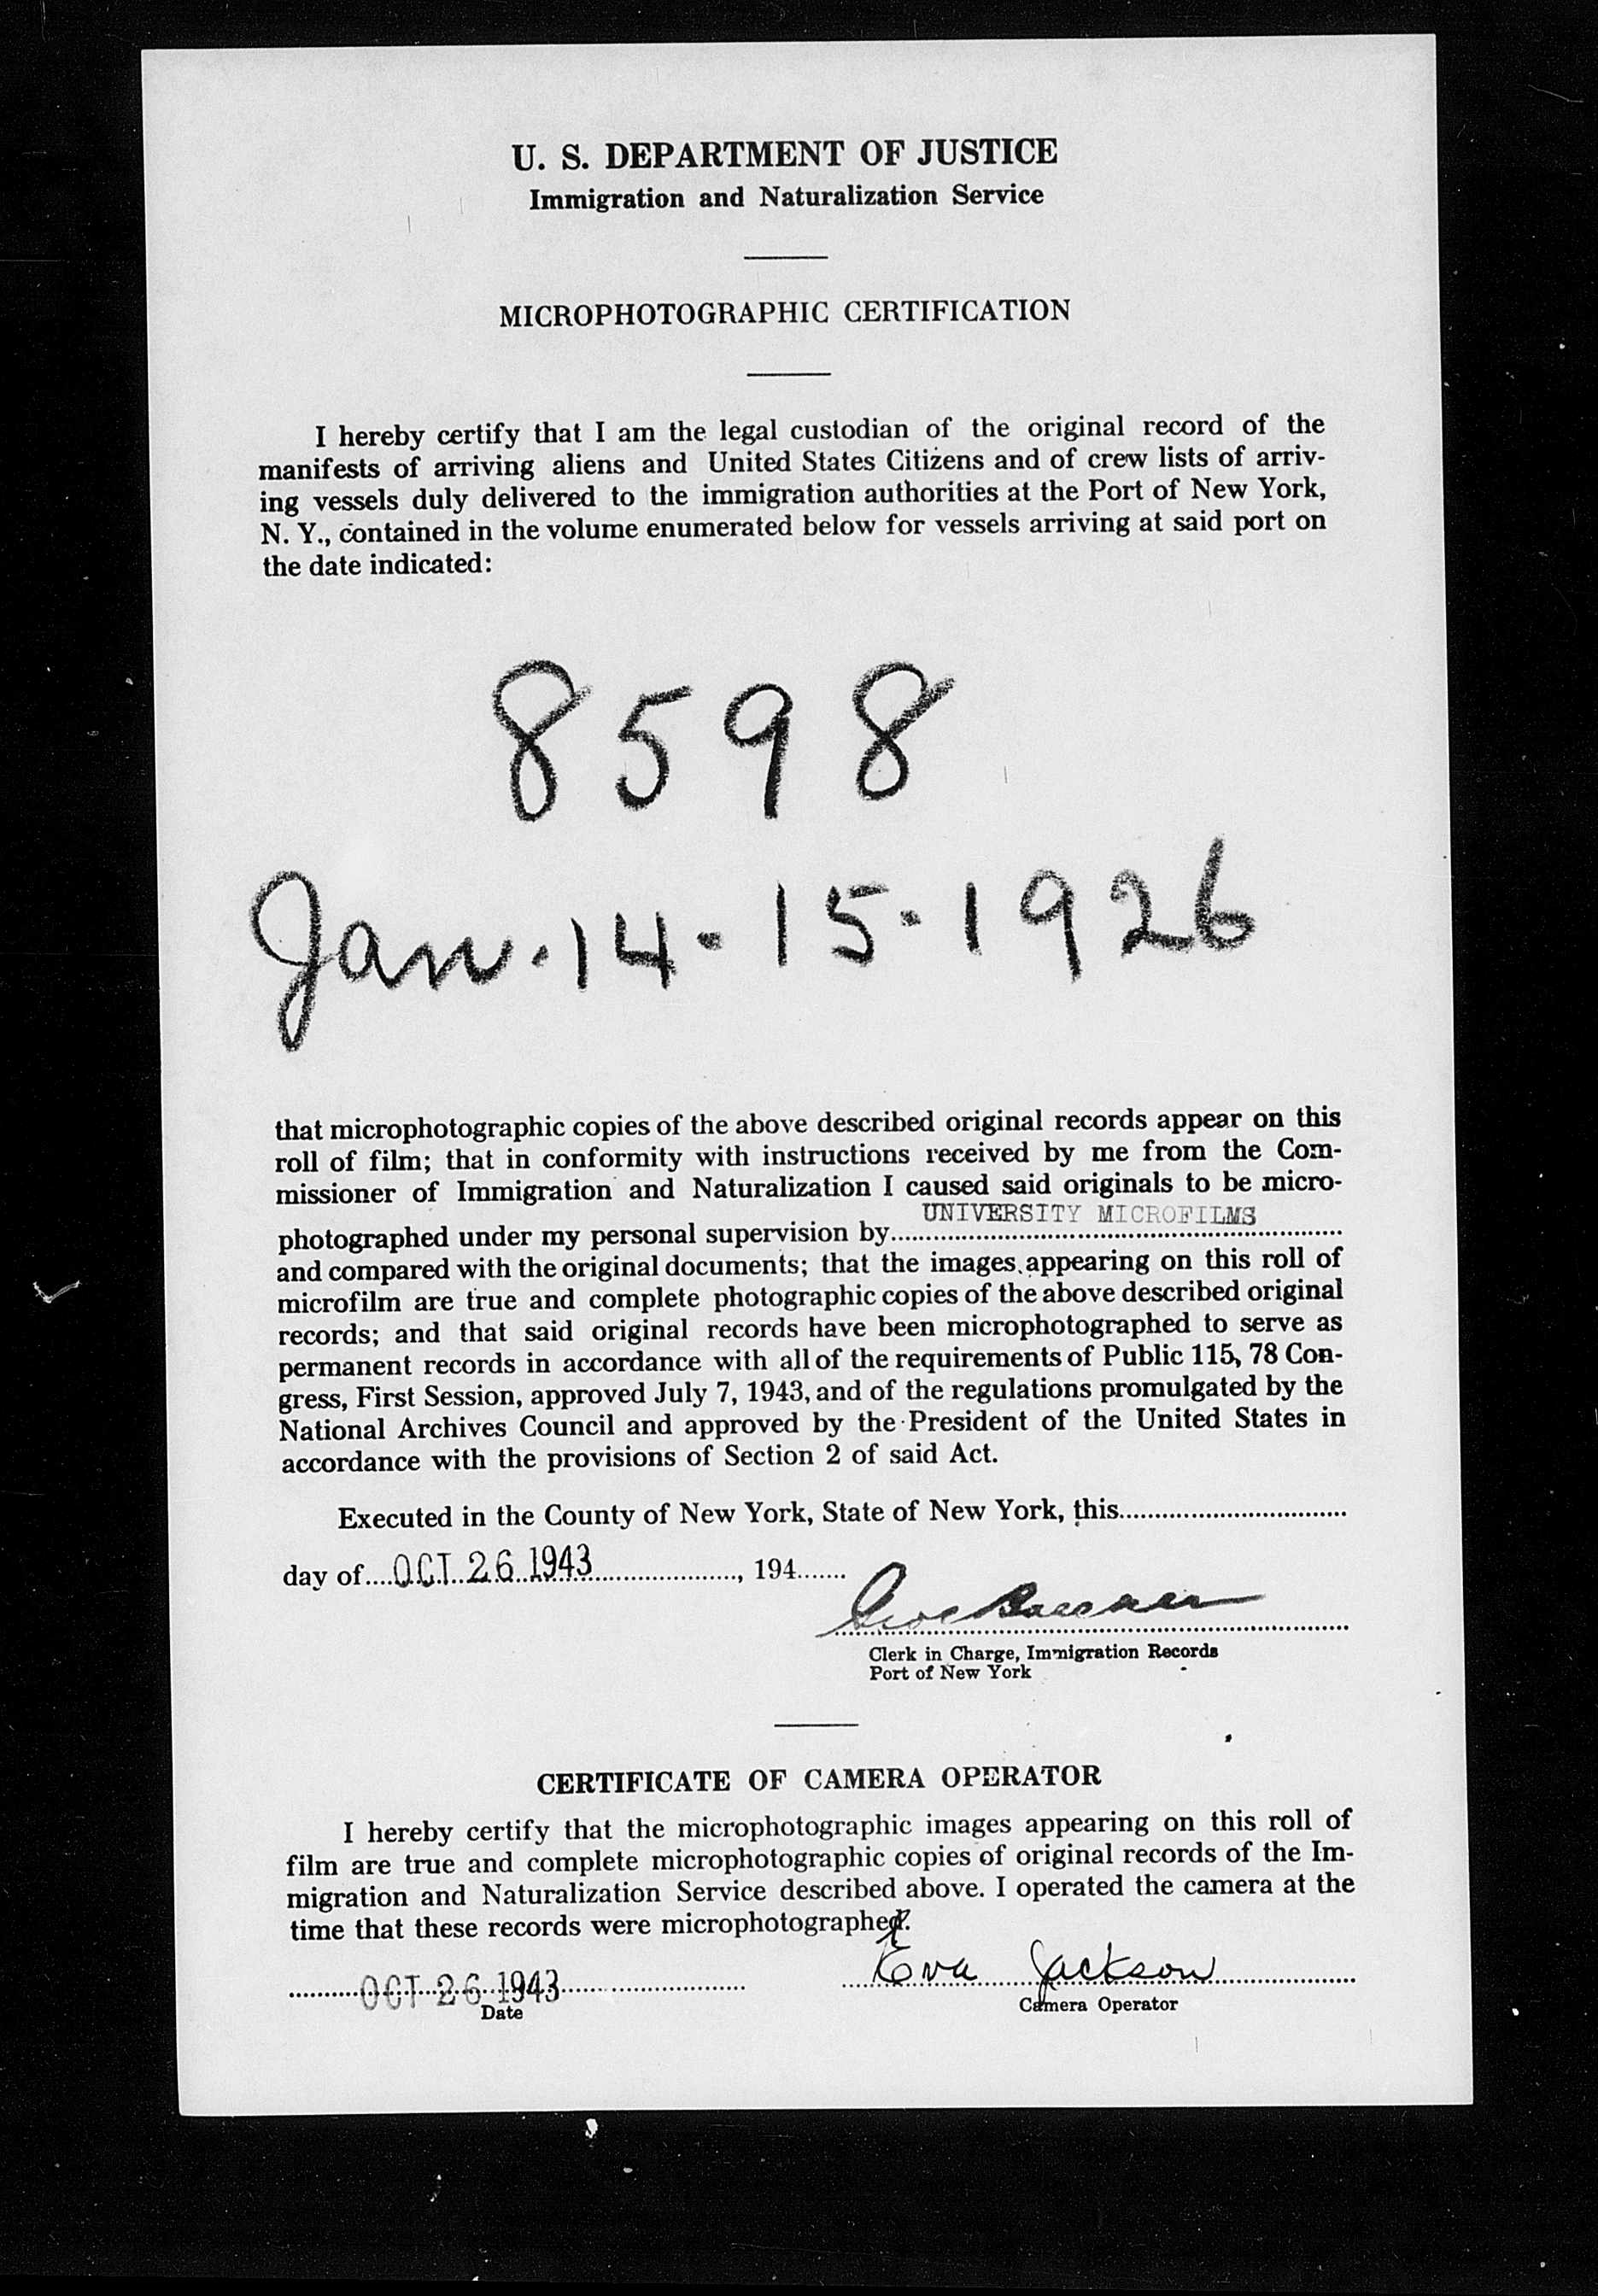 U. S. DEPARTMENT OF JUSTICE
Immigration and Naturalization Service
MICROPHOTOGRAPHIC CERTIFICATION
I hereby certify that I am the legal custodian of the original record of the
manifests of arriving aliens and United States Citizens and of crew lists of arriv-
ing vessels duly delivered to the immigration authorities at the Port of New York,
N. Y., contained in the volume enumerated below for vessels arriving at said port on
the date indicated:
8598
Jan. 14 - 15 - 1926
that microphotographic copies of the above described original records appear on this
roll of film; that in conformity with instructions received by me from the Com-
missioner of Immigration and Naturalization I caused said originals to be micro-
photographed under my personal supervision by UNIVERSITY MICROFILMS
and compared with the original documents; that the images appearing on this roll of
microfilm are true and complete photographic copies of the above described original
records; and that said original records have been microphotographed to serve as
permanent records in accordance with all of the requirements of Public 115, 78 Con-
gress, First Session, approved July 7, 1943, and of the regulations promulgated by the
National Archives Council and approved by the President of the United States in
accordance with the provisions of Section 2 of said Act.
Executed in the County of New York, State of New York, this
day of OCT 26 1943, 194
Clerk in Charge, Immigration Records
Port of New York
CERTIFICATE OF CAMERA OPERATOR
I hereby certify that the microphotographic images appearing on this roll of
film are true and complete microphotographic copies of original records of the Im-
migration and Naturalization Service described above. I operated the camera at the
time that these records were microphotographed.
OCT 26 1943 Eva Jackson
Date Camera Operator